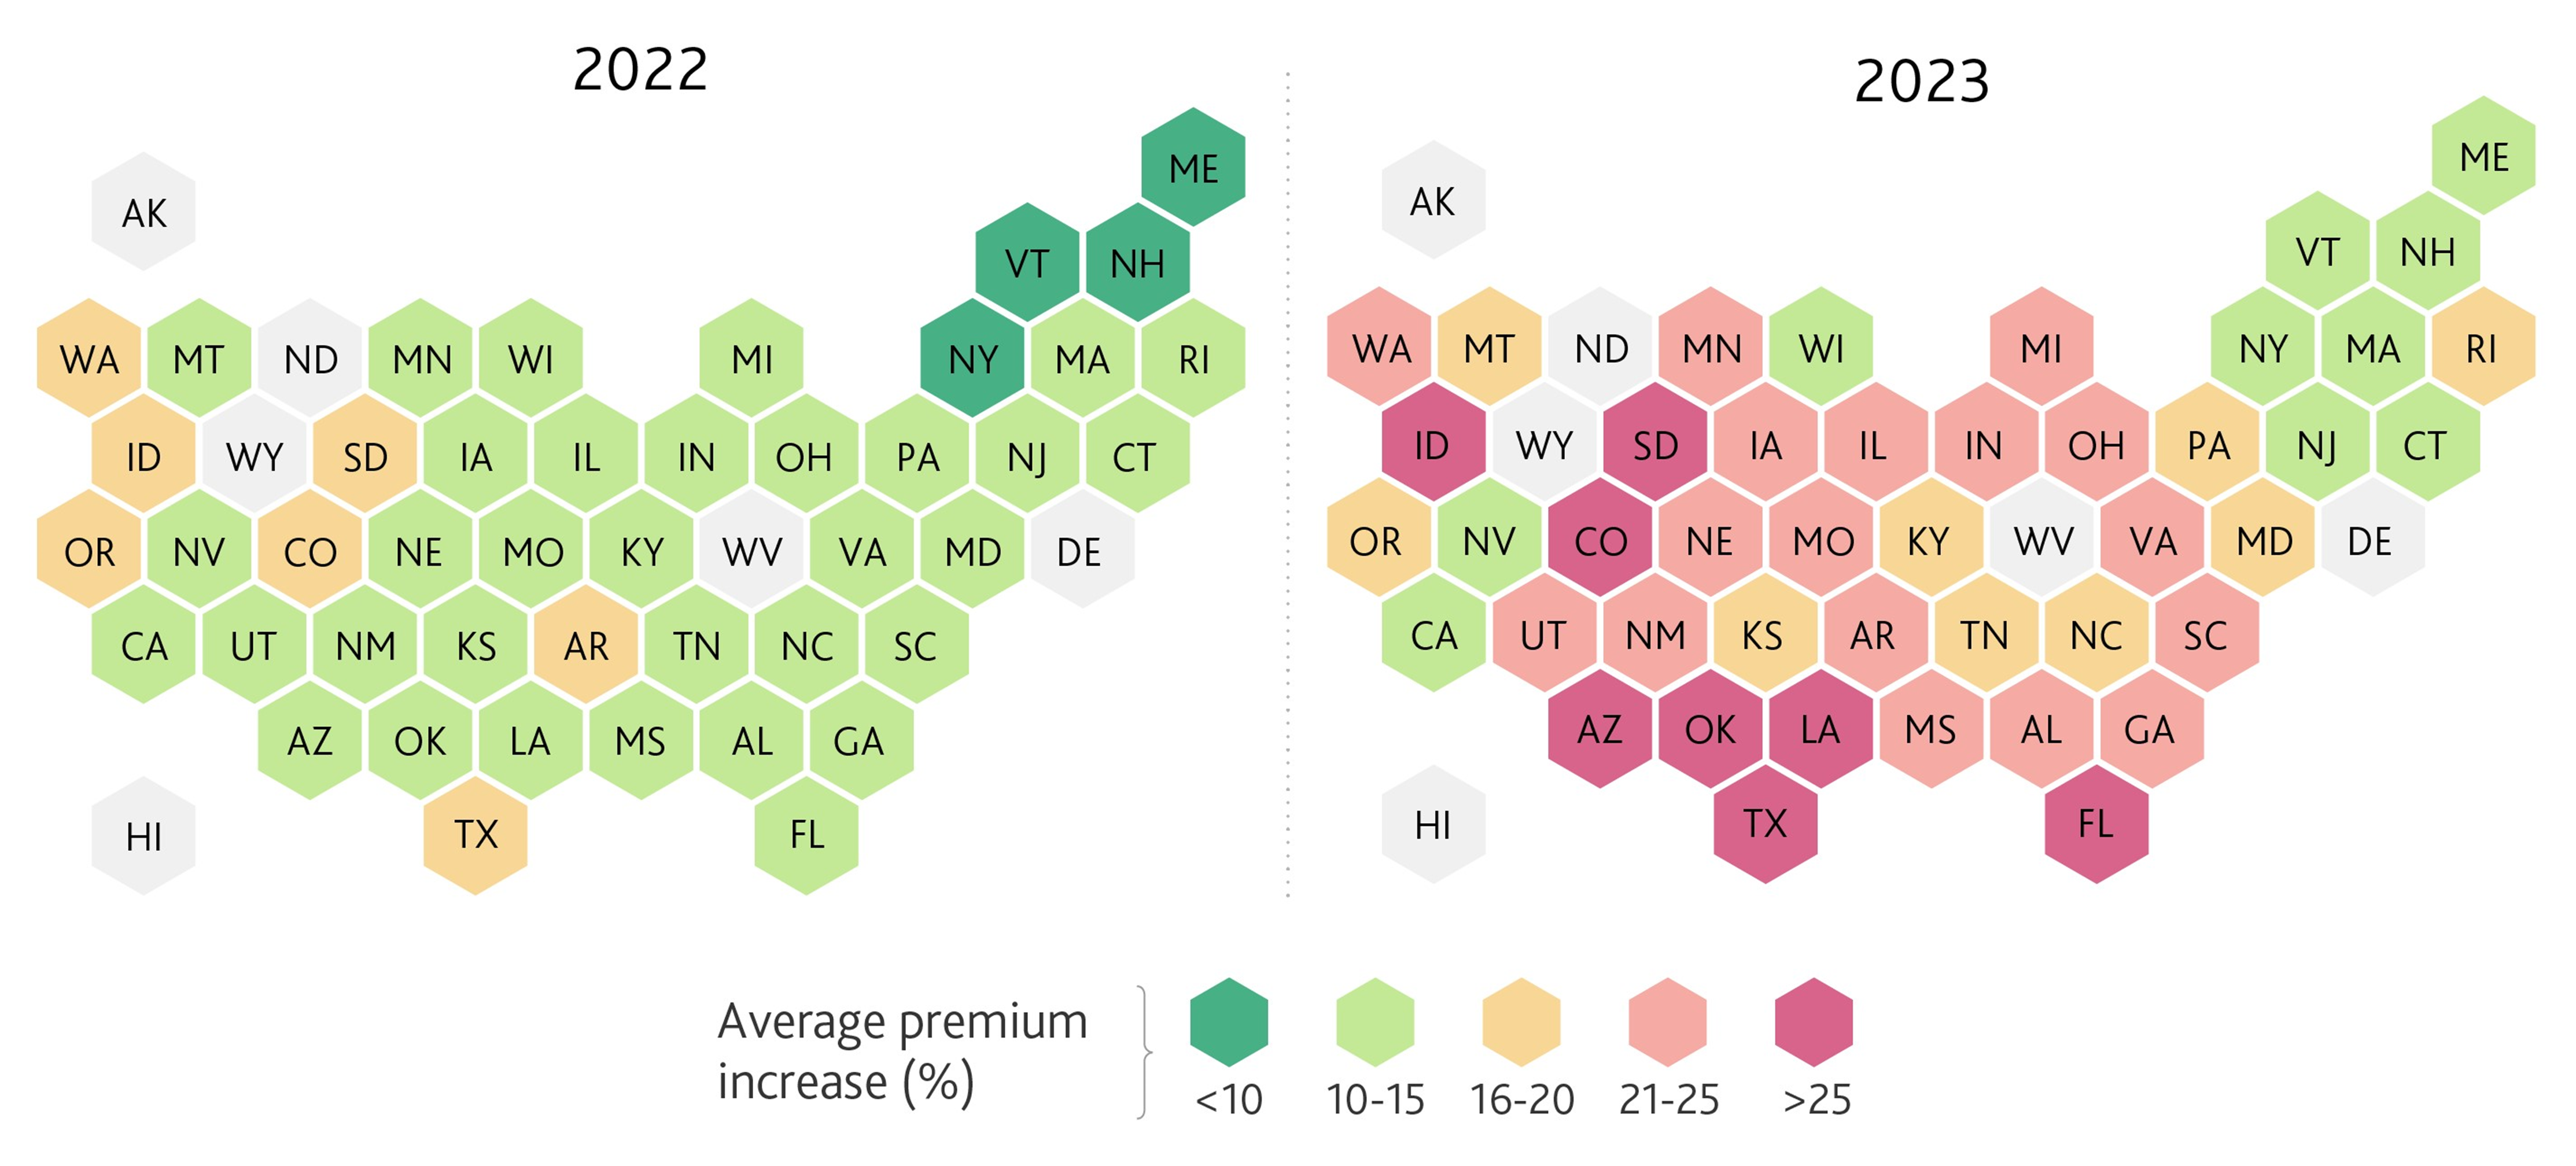 2022
2023
ME
AK
VT NH
WA MT ND MN WI MI NY MA RI
ID WY SD IA IL IN OH PA NJ CT
OR NV CO NE MO KY WV VA MD DE
CA UT NM KS AR TN NC SC
AZ OK LA MS AL GA
HI TX FL
ME
AK
VT NH
WA MT ND MN WI MI NY MA RI
ID WY SD IA IL IN OH PA NJ CT
OR NV CO NE MO KY WV VA MD DE
CA UT NM KS AR TN NC SC
AZ OK LA MS AL GA
HI TX FL
Average premium
increase (%)
<10 10-15 16-20 21-25 >25